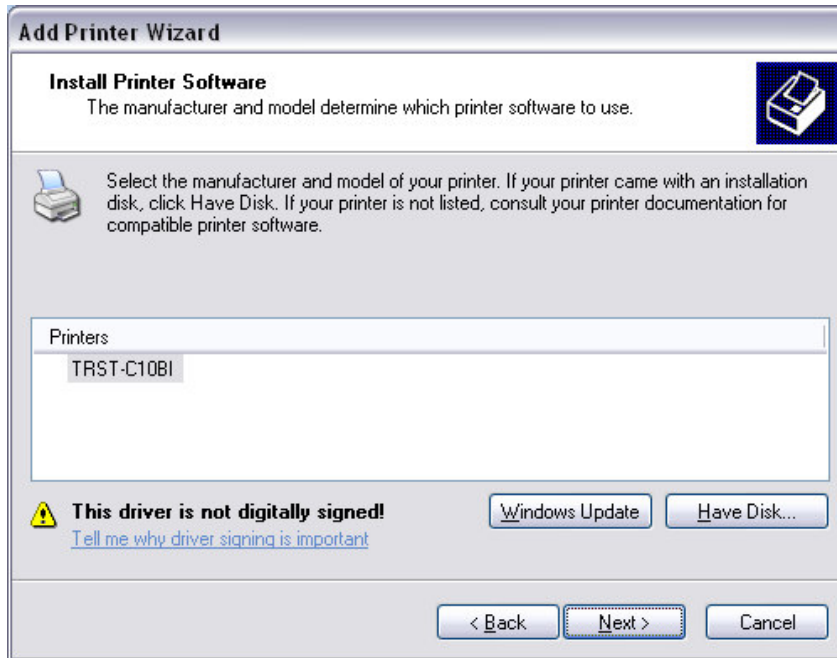 Add Printer Wizard
Install Printer Software
The manufacturer and model determine which printer software to use.
Select the manufacturer and model of your printer. If your printer came with an installation
disk, click Have Disk. If your printer is not listed, consult your printer documentation for
compatible printer software.
Printers
TRST-C10BI
This driver is not digitally signed!
Windows Update
Have Disk...
Tell me why driver signing is important
< Back
Next >
Cancel